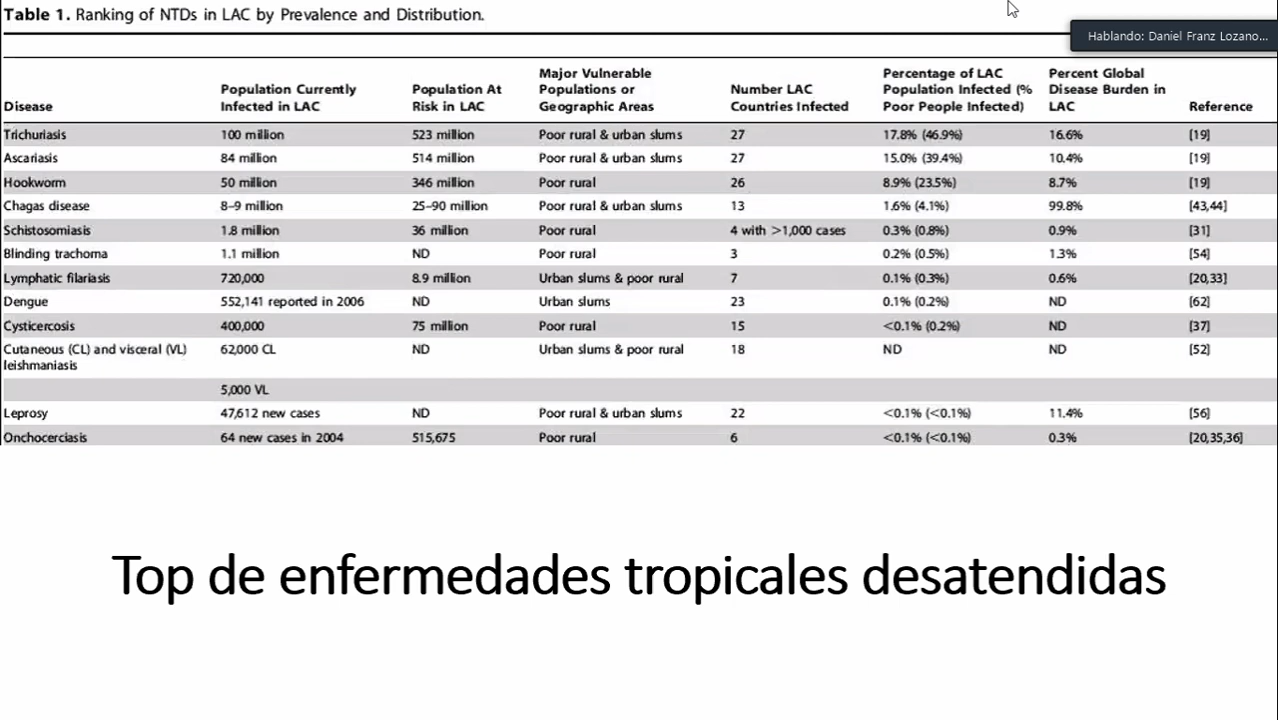 Table 1. Ranking of NTDs in LAC by Prevalence and Distribution.
Hablando: Daniel Franz Lozano...
Disease Population Currently Infected in LAC Population At Risk in LAC Major Vulnerable Populations or Geographic Areas Number LAC Countries Infected Percentage of LAC Population Infected (% Poor People Infected) Percent Global Disease Burden in LAC Reference
Trichuriasis 100 million 523 million Poor rural & urban slums 27 17.8% (46.9%) 16.6% [19]
Ascariasis 84 million 514 million Poor rural & urban slums 27 15.0% (39.4%) 10.4% [19]
Hookworm 50 million 346 million Poor rural 26 8.9% (23.5%) 8.7% [19]
Chagas disease 8–9 million 25–90 million Poor rural & urban slums 13 1.6% (4.1%) 99.8% [43,44]
Schistosomiasis 1.8 million 36 million Poor rural 4 with >1,000 cases 0.3% (0.8%) 0.9% [31]
Blinding trachoma 1.1 million ND Poor rural 3 0.2% (0.5%) 1.3% [54]
Lymphatic filariasis 720,000 8.9 million Urban slums & poor rural 7 0.1% (0.3%) 0.6% [20,33]
Dengue 552,141 reported in 2006 ND Urban slums 23 0.1% (0.2%) ND [62]
Cysticercosis 400,000 75 million Poor rural 15 <0.1% (0.2%) ND [37]
Cutaneous (CL) and visceral (VL) 62,000 CL ND Urban slums & poor rural 18 ND ND [52]
leishmaniasis
5,000 VL
Leprosy 47,612 new cases ND Poor rural & urban slums 22 <0.1% (<0.1%) 11.4% [56]
Onchocerciasis 64 new cases in 2004 515,675 Poor rural 6 <0.1% (<0.1%) 0.3% [20,35,36]
Top de enfermedades tropicales desatendidas